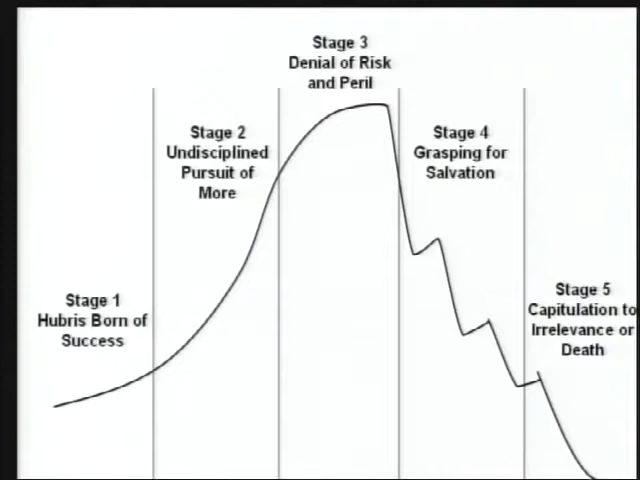 Stage 1
Hubris Born of
Success
Stage 2
Undisciplined
Pursuit of
More
Stage 3
Denial of Risk
and Peril
Stage 4
Grasping for
Salvation
Stage 5
Capitulation to
Irrelevance or
Death